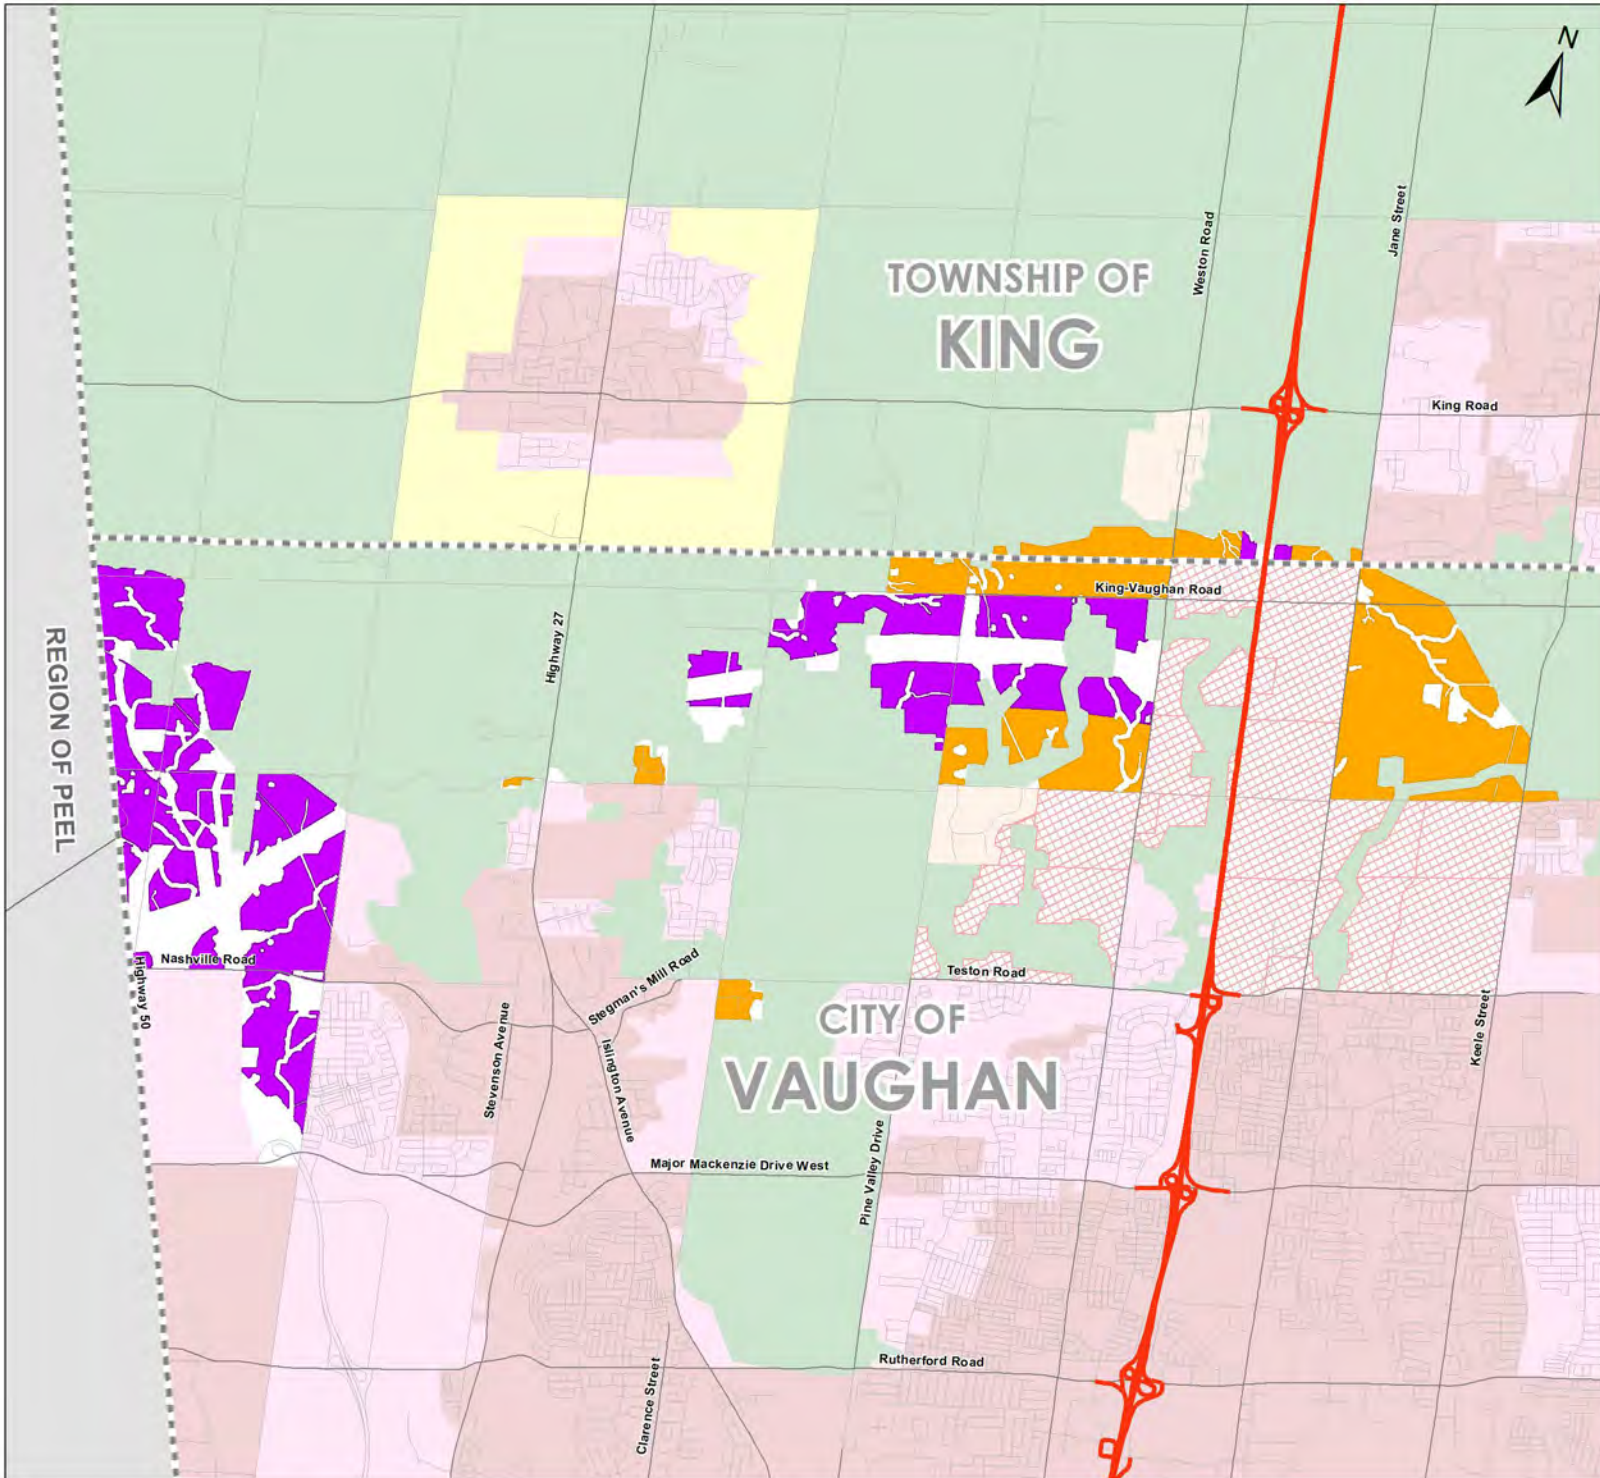 N
TOWNSHIP OF
KING
Weston Road
Jane Street
King Road
King-Vaughan Road
Highway 27
REGION OF PEEL
Nashville Road
Highway 50
Stegman's Mill Road
Teston Road
CITY OF
VAUGHAN
Stevenson Avenue
Islington Avenue
Keele Street
Major Mackenzie Drive West
Pine Valley Drive
Rutherford Road
Clarence Street